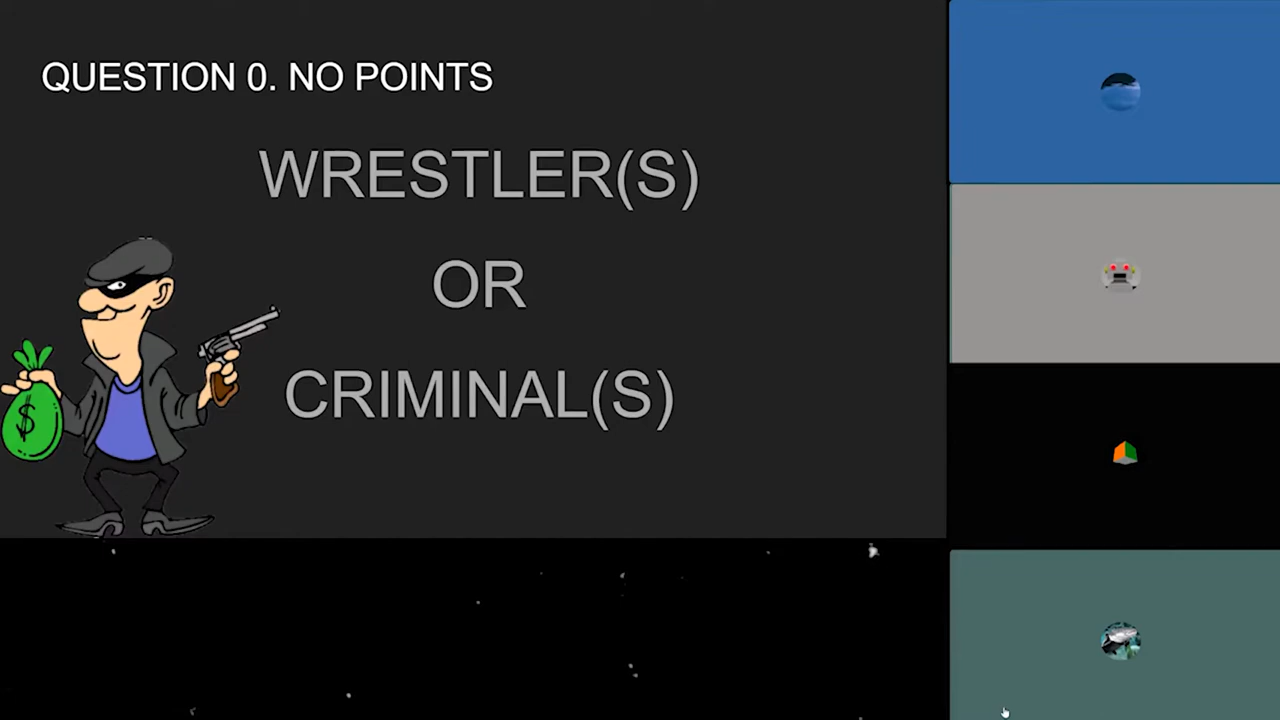 QUESTION 0. NO POINTS
WRESTLER(S)
OR
CRIMINAL(S)
$